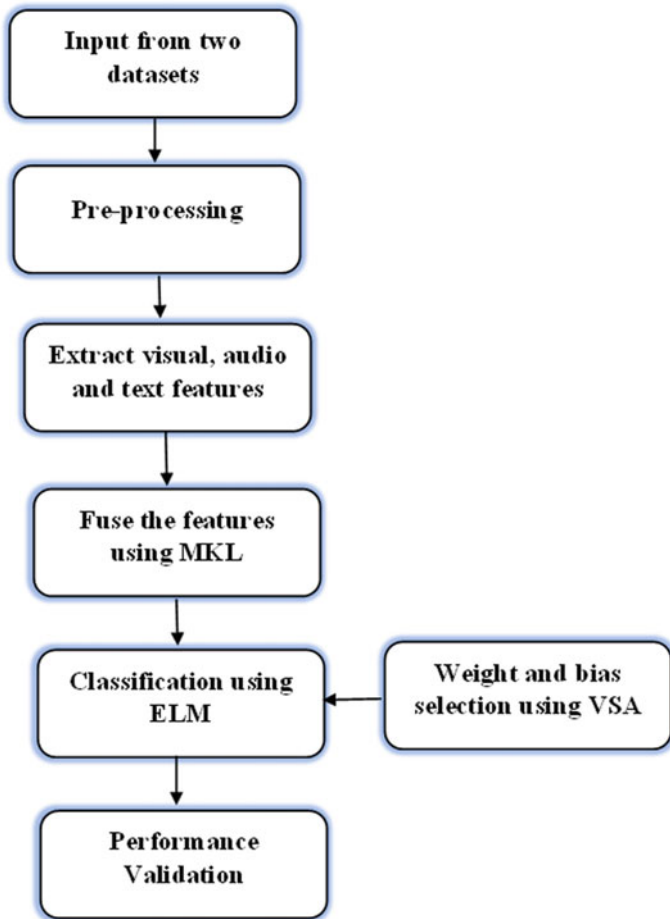 Input from two
datasets
Pre-processing
Extract visual, audio
and text features
Fuse the features
using MKL
Classification using
ELM
Weight and bias
selection using VSA
Performance
Validation